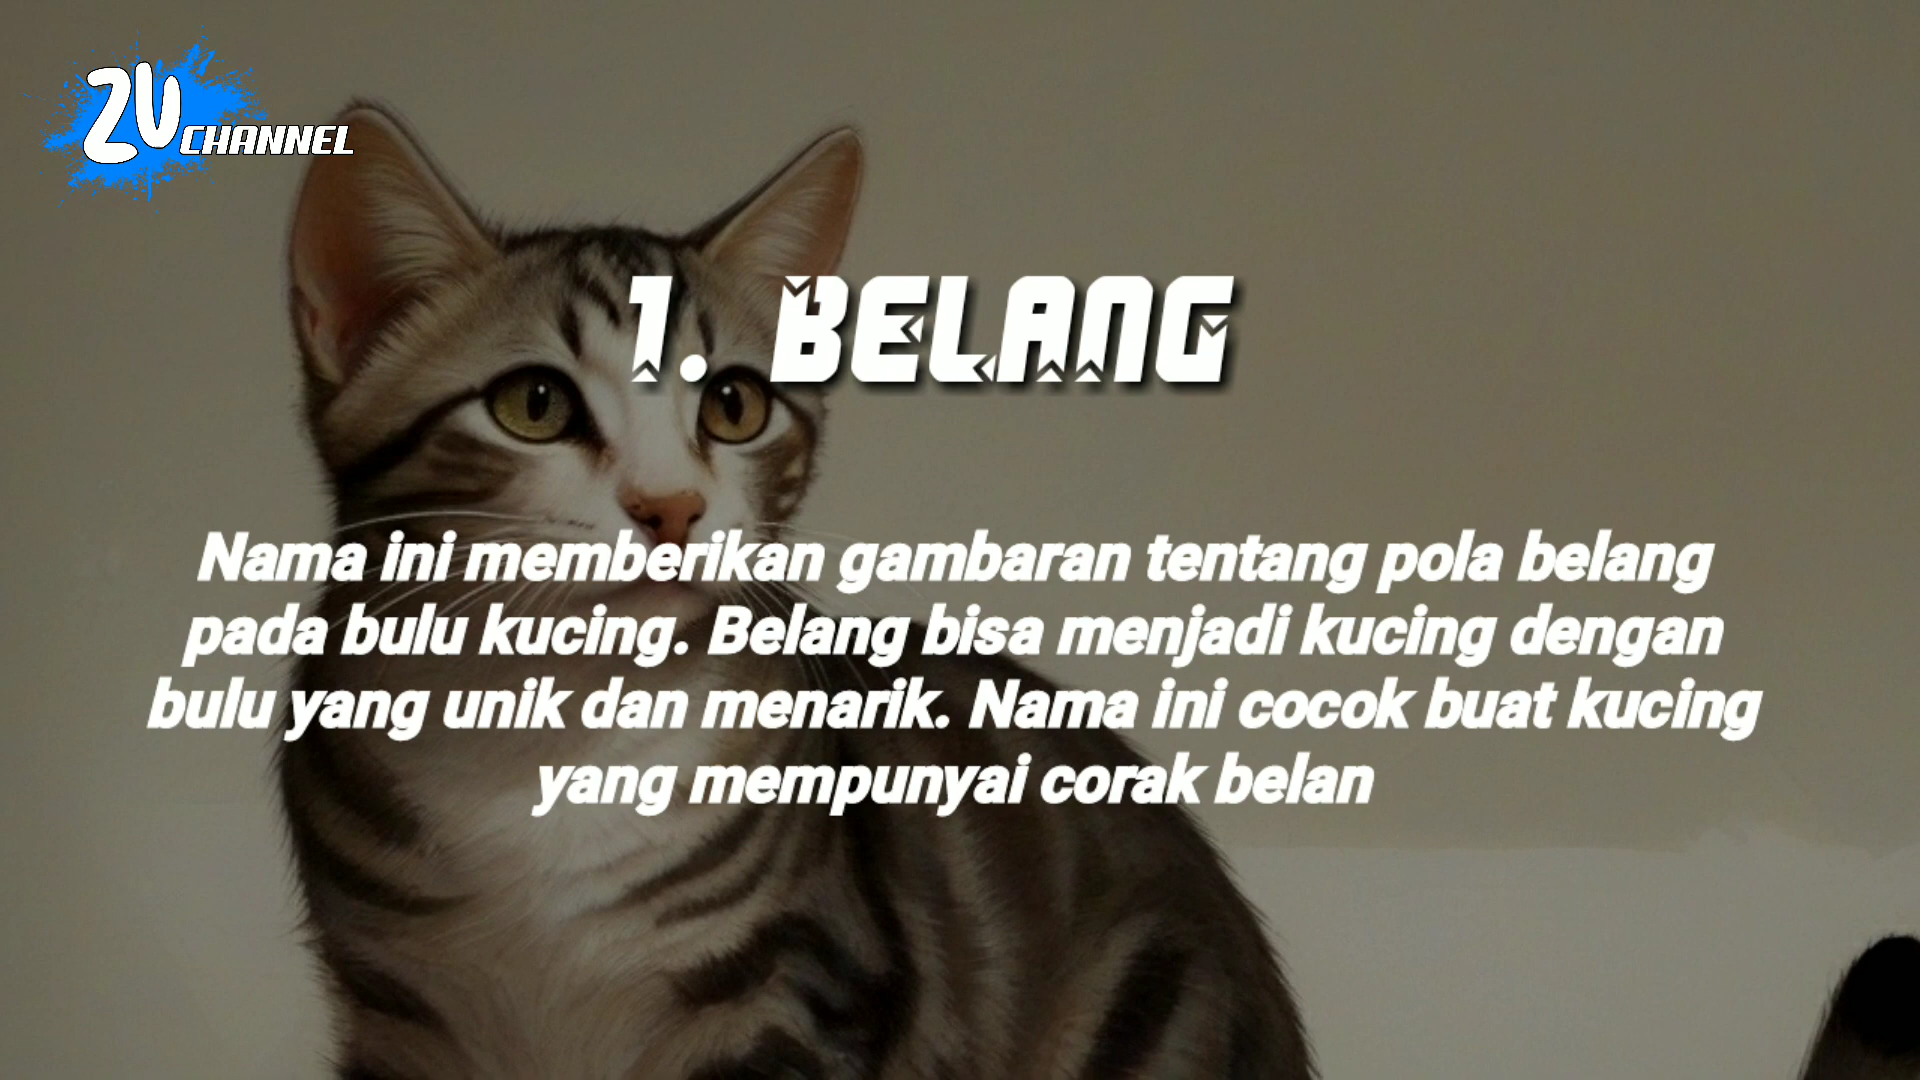 ZU CHANNEL
1. BELANG
Nama ini memberikan gambaran tentang pola belang
pada bulu kucing. Belang bisa menjadi kucing dengan
bulu yang unik dan menarik. Nama ini cocok buat kucing
yang mempunyai corak belan